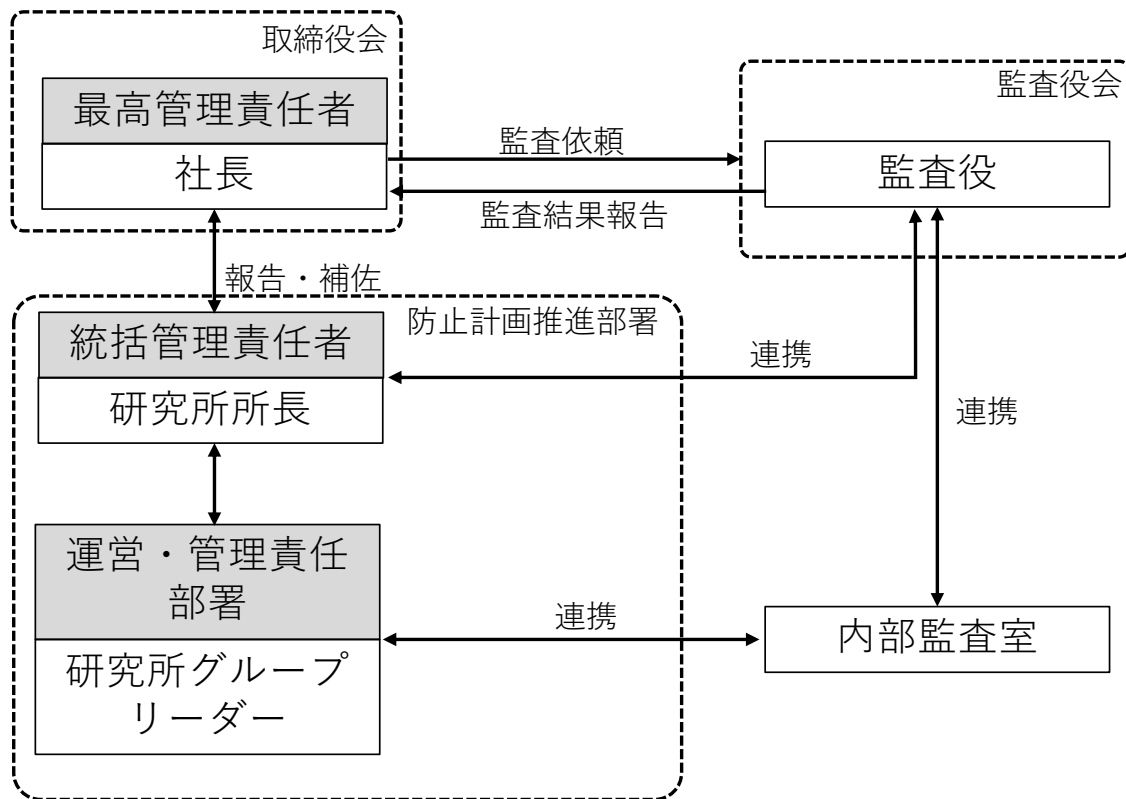 取締役会
最高管理責任者
社長
監査依頼
監査結果報告
監査役会
監査役
報告・補佐
防止計画推進部署
統括管理責任者
研究所所長
連携
連携
運営・管理責任
部署
研究所グループ
リーダー
連携
内部監査室